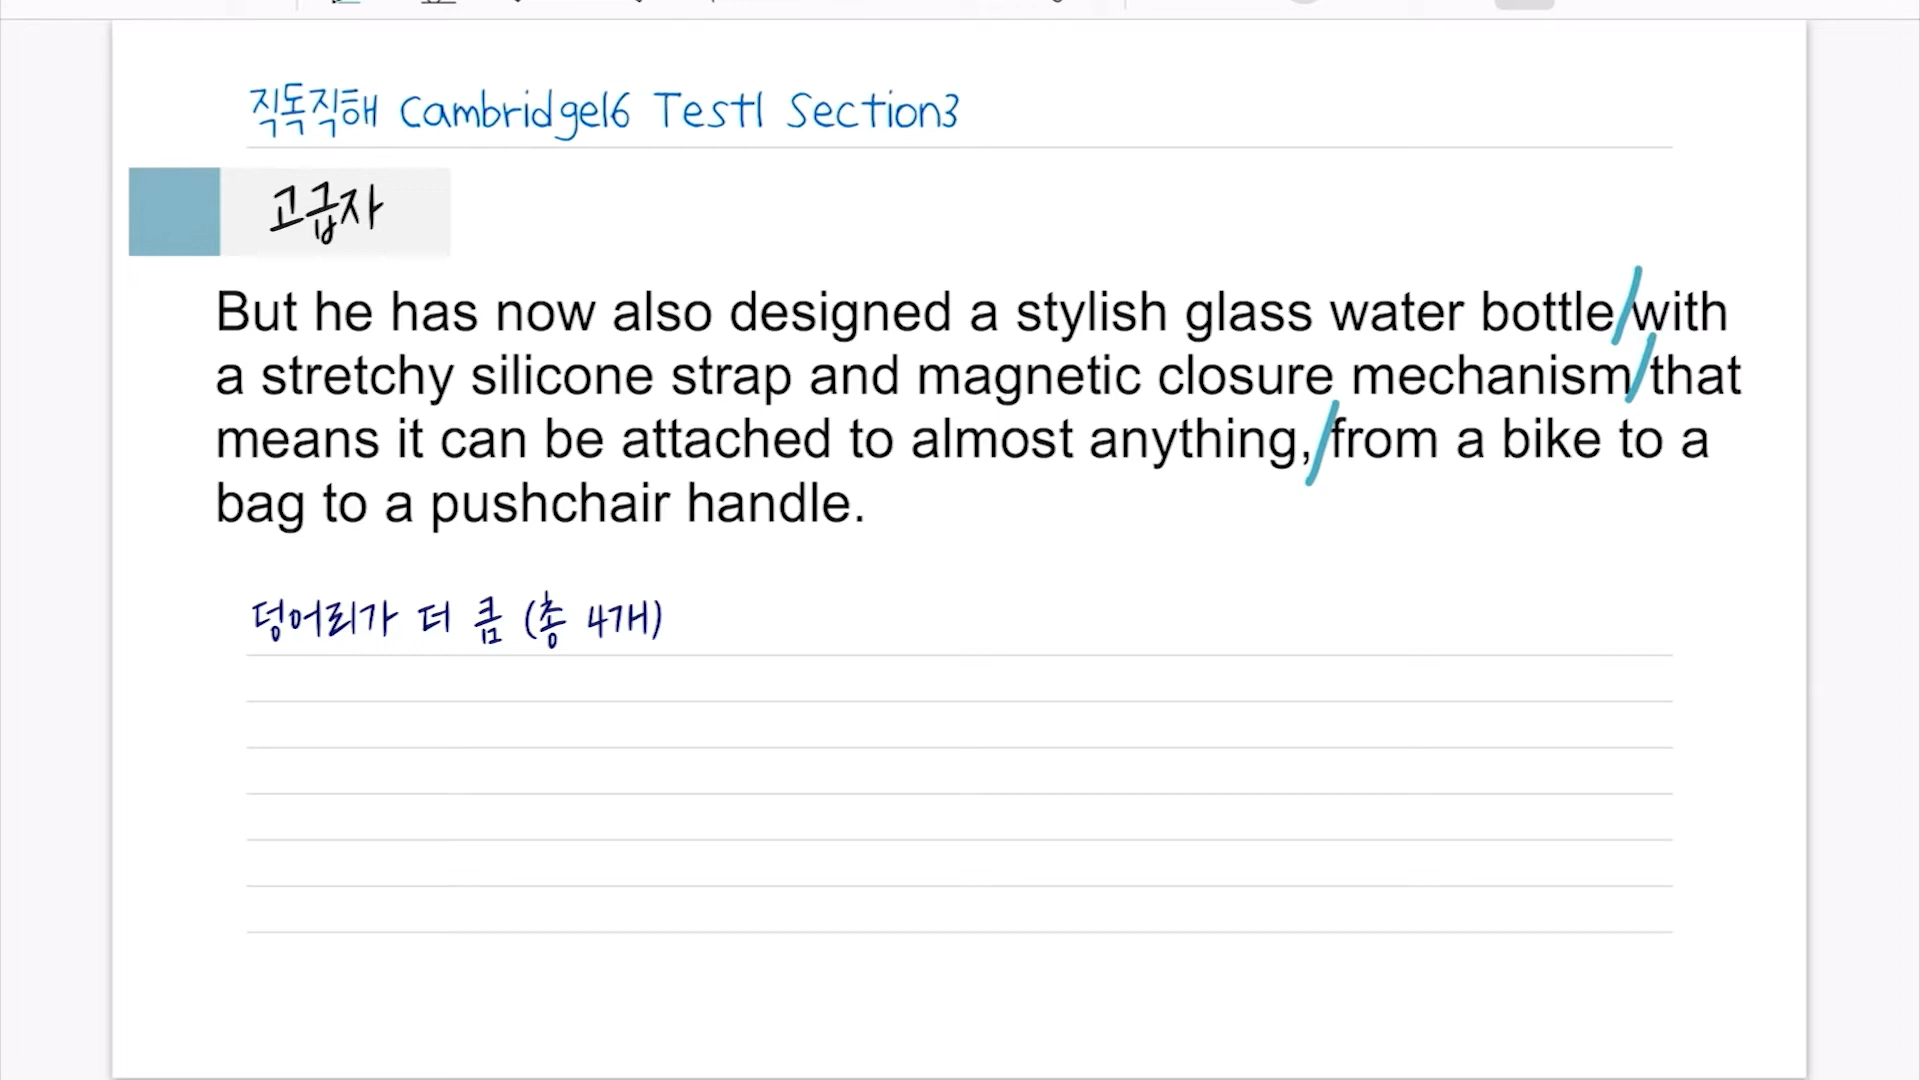 직독직해 Cambridge16 Test1 Section3
고급자
But he has now also designed a stylish glass water bottle/with
a stretchy silicone strap and magnetic closure mechanism/that
means it can be attached to almost anything,/from a bike to a
bag to a pushchair handle.
덩어리가 더 큼 (총 4개)